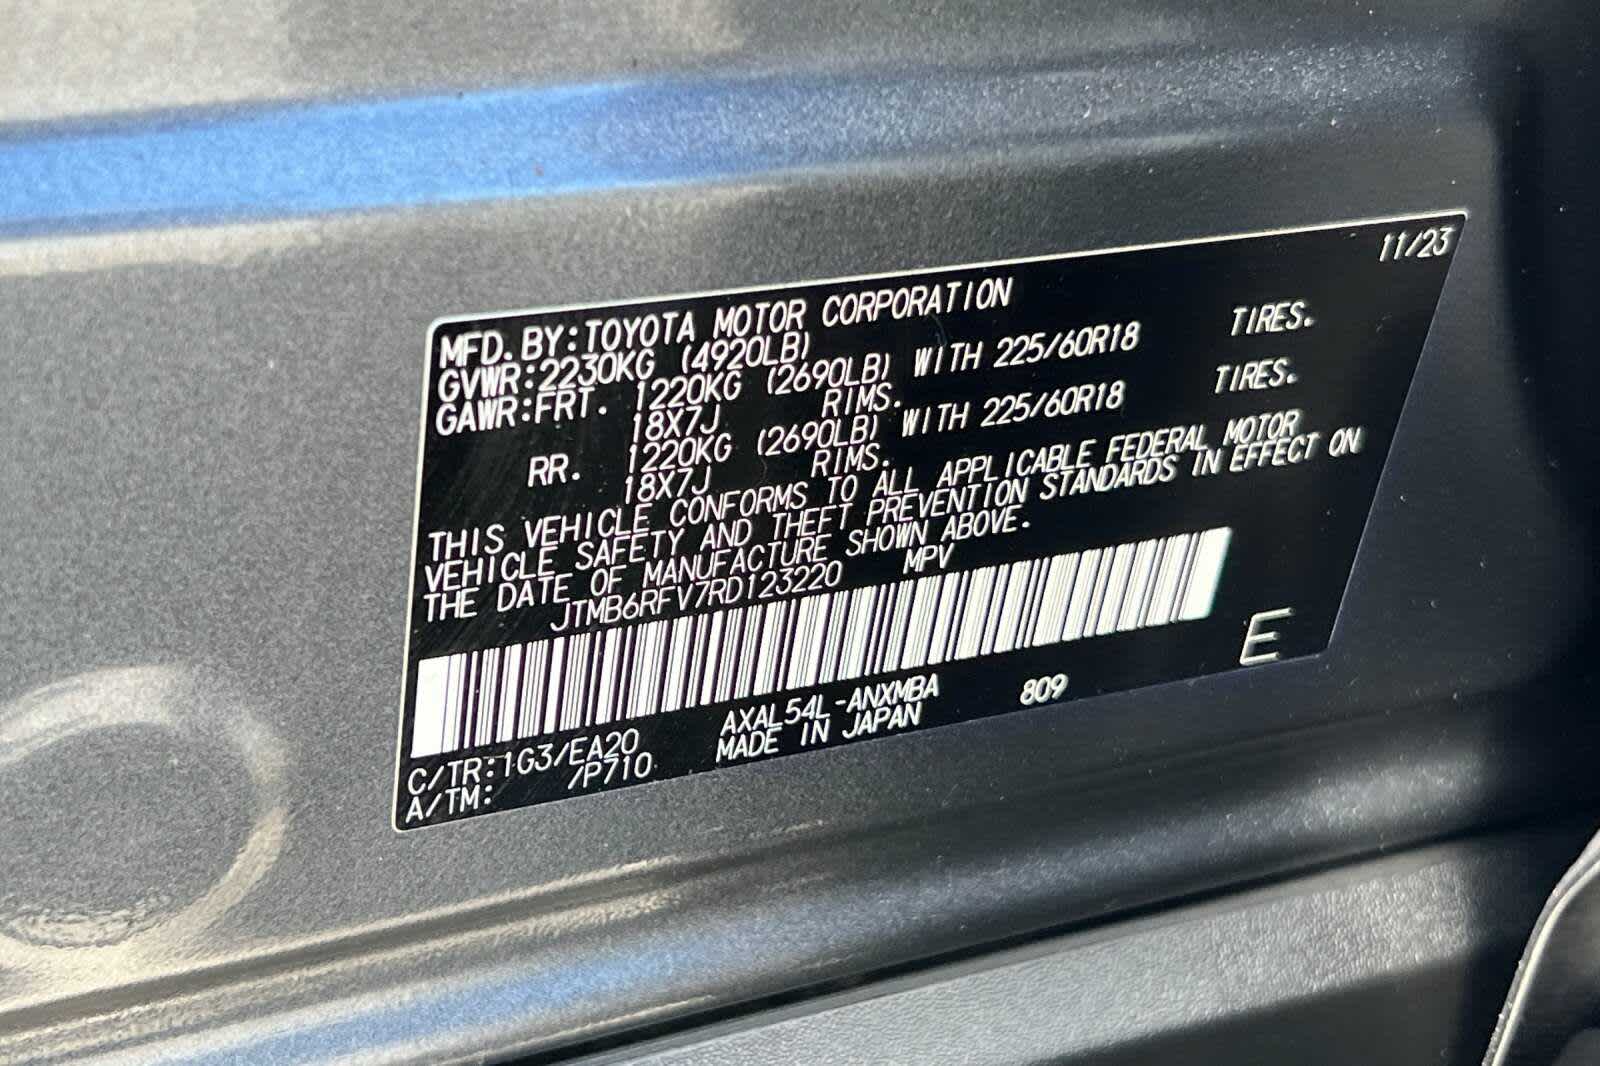 11/23
MFD. BY:TOYOTA MOTOR CORPORATION
GVWR:2230KG (4920LB)
GAWR:FRT. 1220KG (2690LB) WITH 225/60R18 TIRES.
18X7J RIMS.
RR. 1220KG (2690LB) WITH 225/60R18 TIRES.
18X7J RIMS.
THIS VEHICLE CONFORMS TO ALL APPLICABLE FEDERAL MOTOR
VEHICLE SAFETY AND THEFT PREVENTION STANDARDS IN EFFECT ON
THE DATE OF MANUFACTURE SHOWN ABOVE.
JTMB6RFV7RD123220 MPV
E
C/TR:1G3/EA20 AXAL54L-ANXMBA 809
A/TM: /P710 MADE IN JAPAN